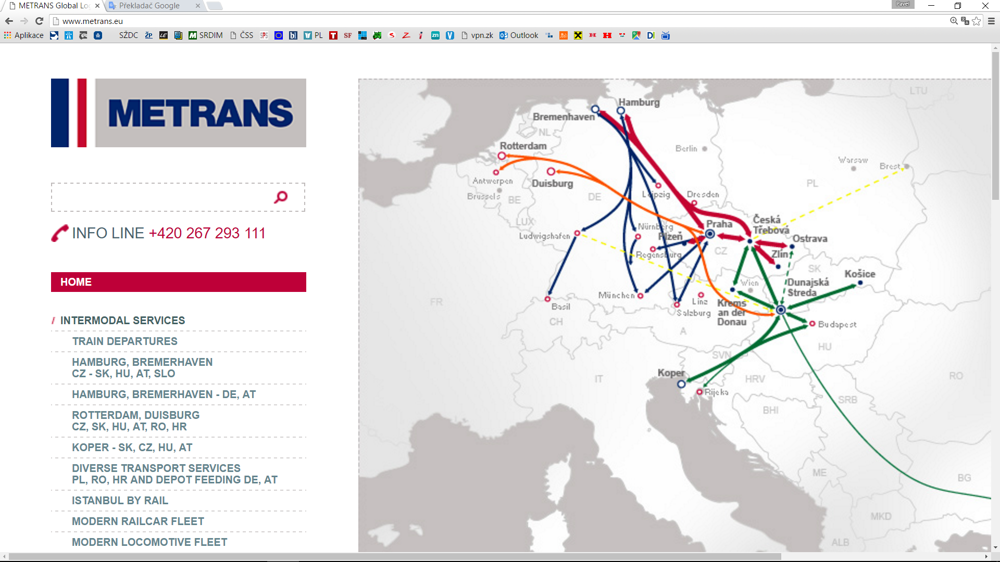 METRANS Global Lo
Překladač Google
Pavel
www.metrans.eu
Aplikace
SŽDC
ŽP
LE
SRDIM
ČSS
PL
SF
zn
vpn.zk
Outlook
DI
METRANS
INFO LINE +420 267 293 111
HOME
/ INTERMODAL SERVICES
TRAIN DEPARTURES
HAMBURG, BREMERHAVEN
CZ - SK, HU, AT, SLO
HAMBURG, BREMERHAVEN - DE, AT
ROTTERDAM, DUISBURG
CZ, SK, HU, AT, RO, HR
KOPER - SK, CZ, HU, AT
DIVERSE TRANSPORT SERVICES
PL, RO, HR AND DEPOT FEEDING DE, AT
ISTANBUL BY RAIL
MODERN RAILCAR FLEET
MODERN LOCOMOTIVE FLEET
LTU
Hamburg
Bremenhaven
NL
Rotterdam
Berlin
Warsaw
Brest
Antwerpen
Duisburg
PL
Brussels
BE
DE
Leipzig
Dresden
LUX
Česká
Třebová
Praha
Nürnberg
Plzeň
Ludwigshafen
Ostrava
Regensburg
CZ
Zlín
SK
Košice
Wien
Dunajská
Streda
München
Linz
Basil
FR
Krems
an der
Donau
Salzburg
CH
A
Budapest
HU
SVN
Koper
IT
HRV
RO
Rijeka
SRB
BHI
ME
BG
MKD
ALB